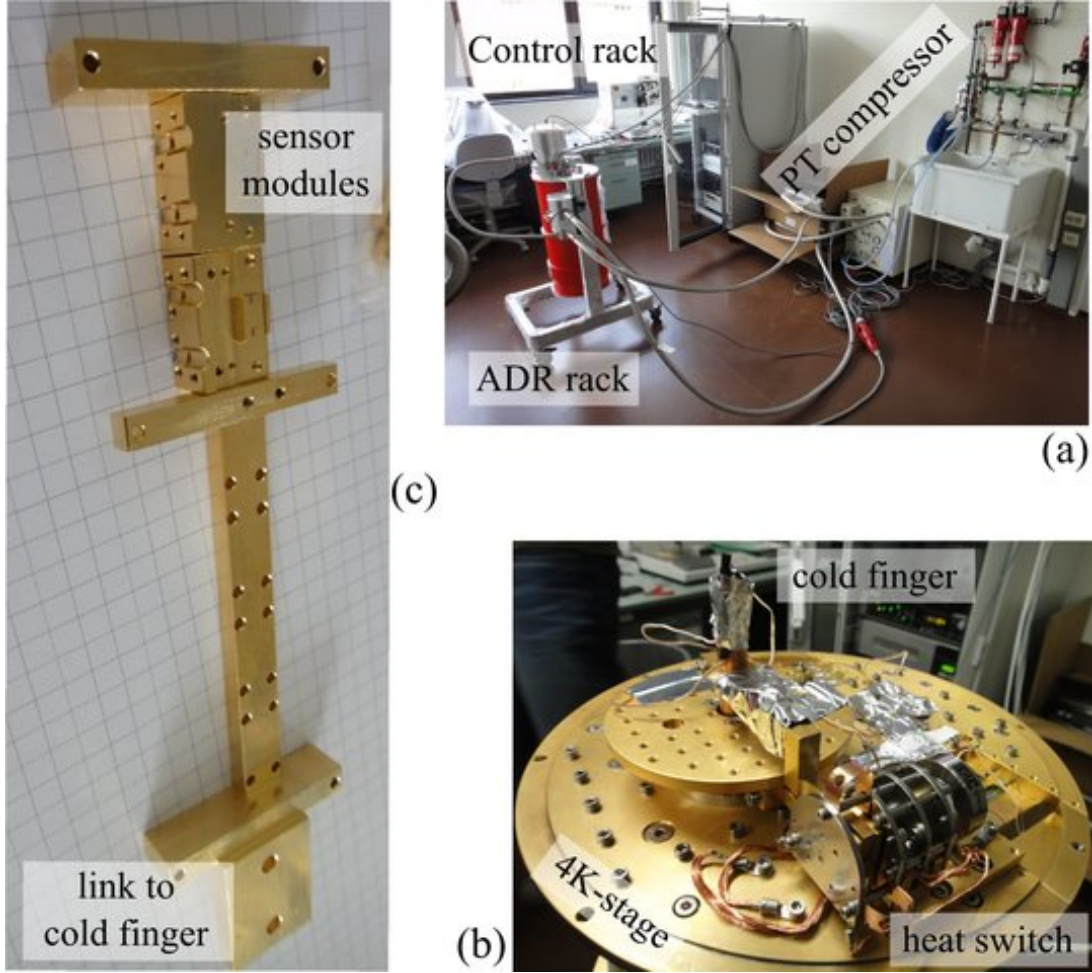 sensor
modules
link to
cold finger
(c)
Control rack
PT compressor
ADR rack
(a)
cold finger
4K-stage
heat switch
(b)